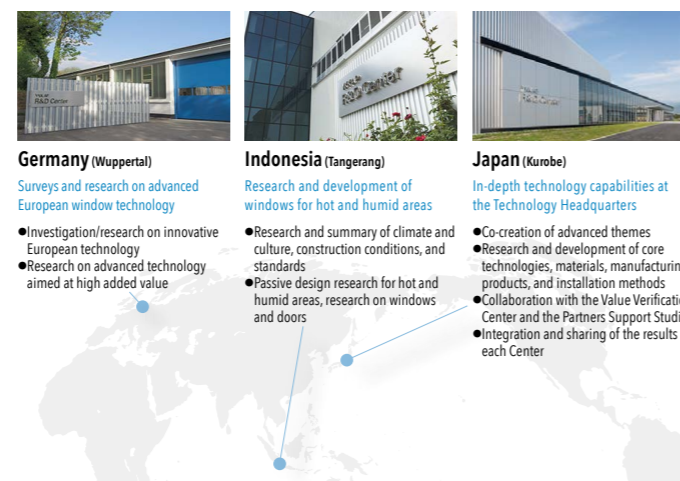 R&D Center
R&D Center
Germany (Wuppertal)
Surveys and research on advanced
European window technology
●Investigation/research on innovative
European technology
●Research on advanced technology
aimed at high added value
Indonesia (Tangerang)
Research and development of
windows for hot and humid areas
●Research and summary of climate and
culture, construction conditions, and
standards
●Passive design research for hot and
humid areas, research on windows
and doors
Japan (Kurobe)
In-depth technology capabilities at
the Technology Headquarters
●Co-creation of advanced themes
●Research and development of core
technologies, materials, manufacturin
products, and installation methods
●Collaboration with the Value Verificati
Center and the Partners Support Studi
●Integration and sharing of the results
each Center